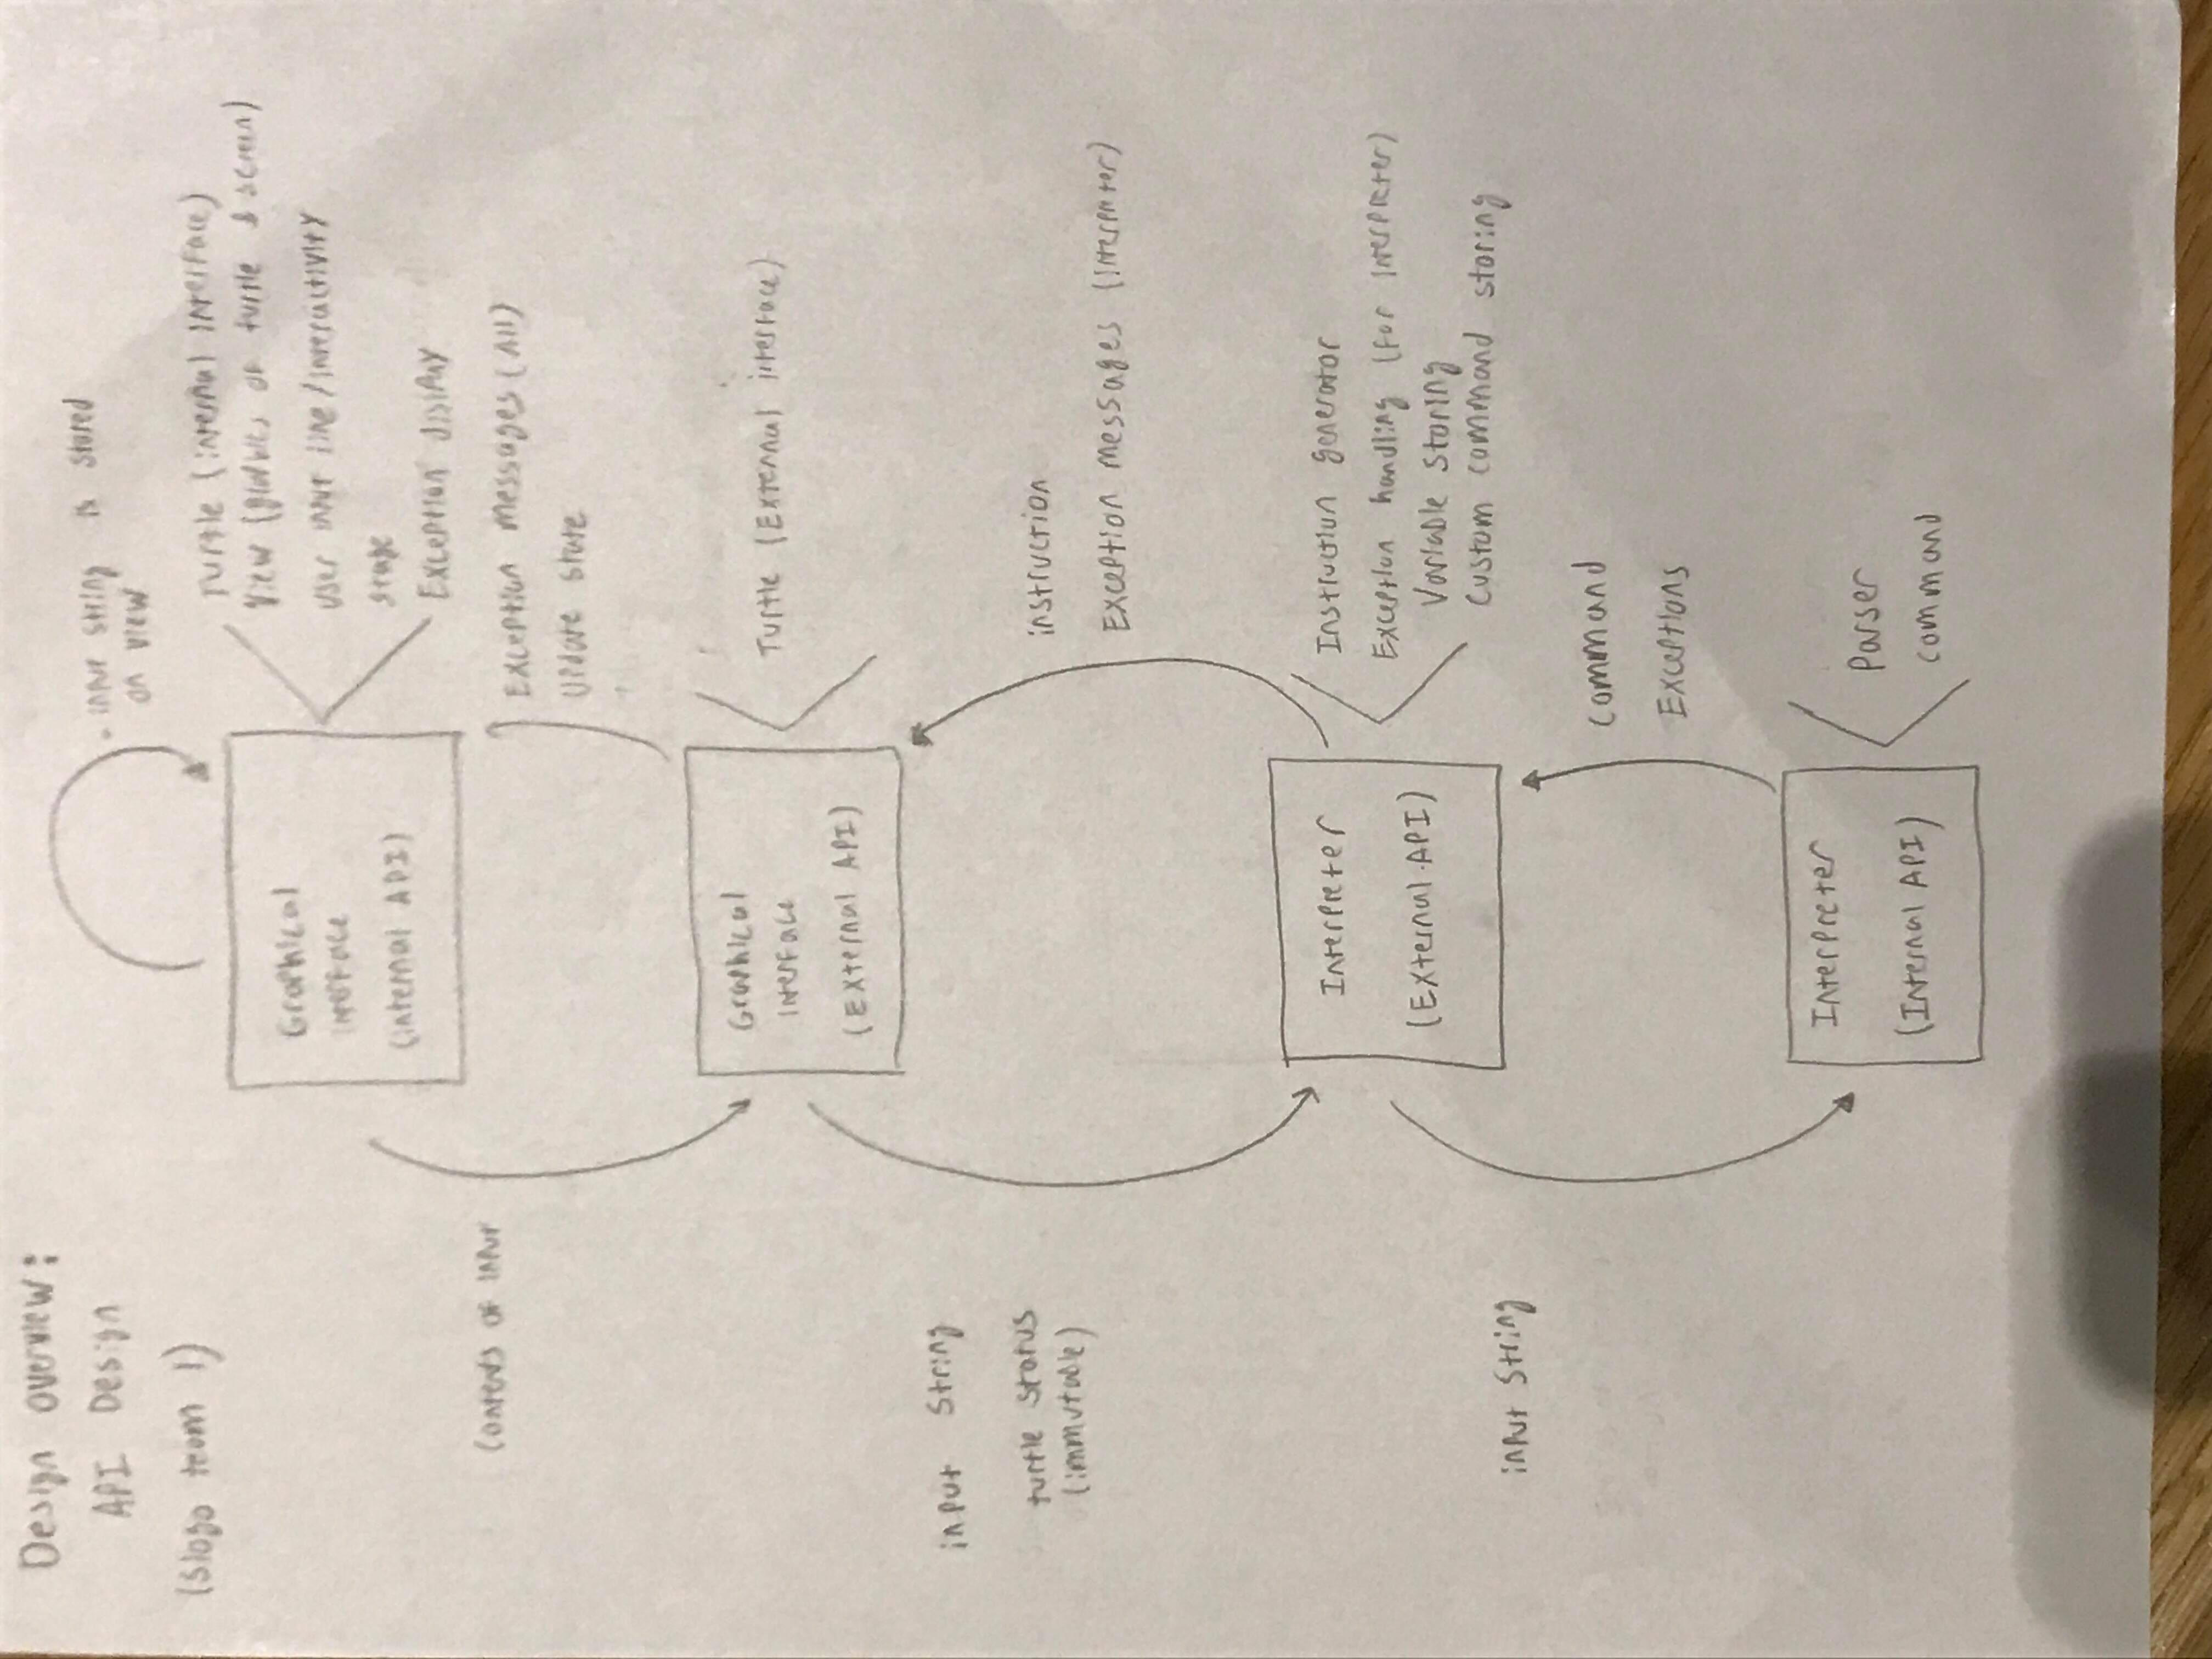 Design overview:
API Design
(slogo team 1)
- input string is stored
on view
Graphical
interface
(internal API)
Turtle (internal interface)
View (graphics of turtle & screen)
User input line/interactivity
stage
Exception display
contents of input
Exception messages (All)
Update state
Graphical
interface
(External API)
Turtle (External interface)
input string
turtle status
(immutable)
instruction
Exception messages (interpretor)
Interpreter
(External API)
Instruction generator
Exception handling (for interpreter)
Variable storing
Custom command storing
input string
command
Exceptions
Interpreter
(Internal API)
Parser
command